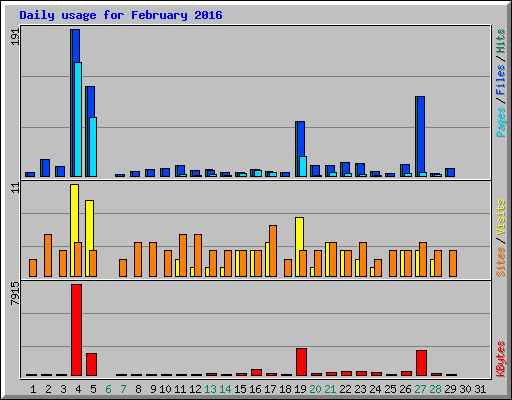 Daily usage for February 2016
191
Pages / Files / Hits
11
Sites / Visits
7915
KBytes
1 2 3 4 5 6 7 8 9 10 11 12 13 14 15 16 17 18 19 20 21 22 23 24 25 26 27 28 29 30 31